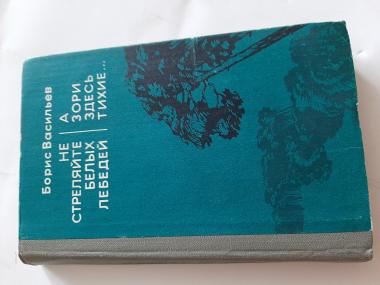 Борис Васильев
НЕ
СТРЕЛЯЙТЕ
БЕЛЫХ
ЛЕБЕДЕЙ
А
ЗОРИ
ЗДЕСЬ
ТИХИЕ...